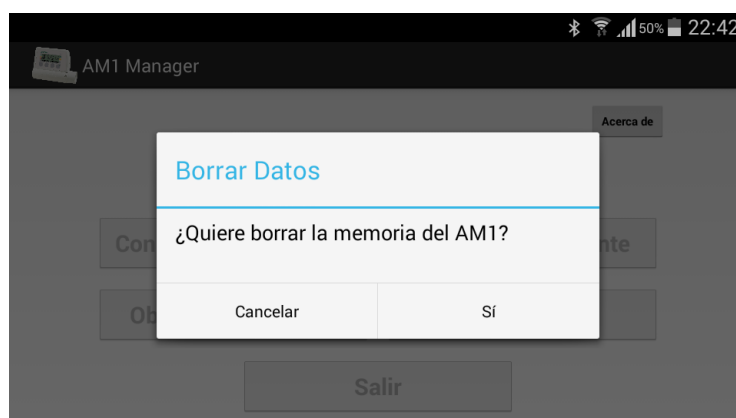 50% 22:42
AM1 Manager
Acerca de
Borrar Datos
¿Quiere borrar la memoria del AM1?
Cancelar Sí
Salir